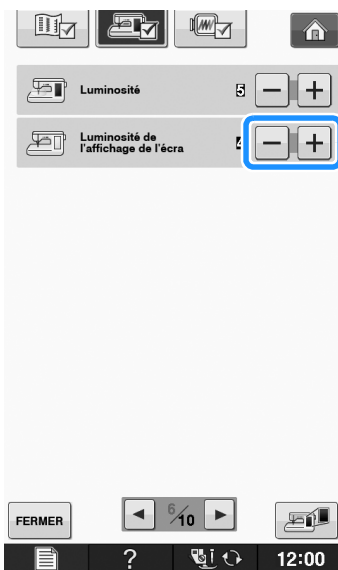 Luminosité 5
Luminosité de
l'affichage de l'écra
FERMER
6/10
?
12:00